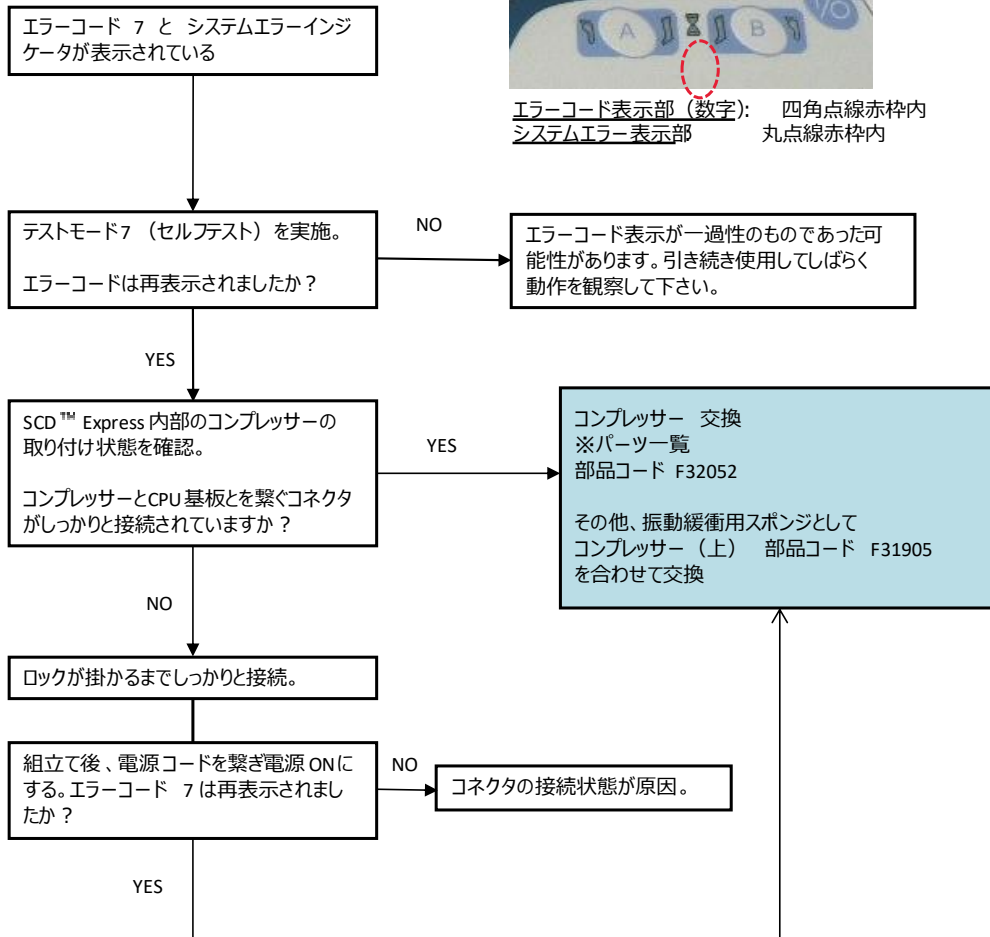 エラーコード 7 と システムエラーインジ
ケータが表示されている
A
B
I/O
エラーコード表示部（数字）： 四角点線赤枠内
システムエラー表示部 丸点線赤枠内
テストモード7 （セルフテスト）を実施。
エラーコードは再表示されましたか？
NO
エラーコード表示が一過性のものであった可
能性があります。引き続き使用してしばらく
動作を観察して下さい。
YES
SCD™ Express 内部のコンプレッサーの
取り付け状態を確認。
コンプレッサーとCPU 基板とを繋ぐコネクタ
がしっかりと接続されていますか？
YES
コンプレッサー 交換
※パーツ一覧
部品コード F32052
その他、振動緩衝用スポンジとして
コンプレッサー（上） 部品コード F31905
を合わせて交換
NO
ロックが掛かるまでしっかりと接続。
組立て後、電源コードを繋ぎ電源 ONに
する。エラーコード 7 は再表示されまし
たか？
NO
コネクタの接続状態が原因。
YES